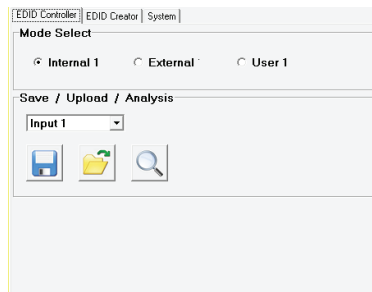 EDID Controller EDID Creator System
Mode Select
Internal 1 External User 1
Save / Upload / Analysis
Input 1